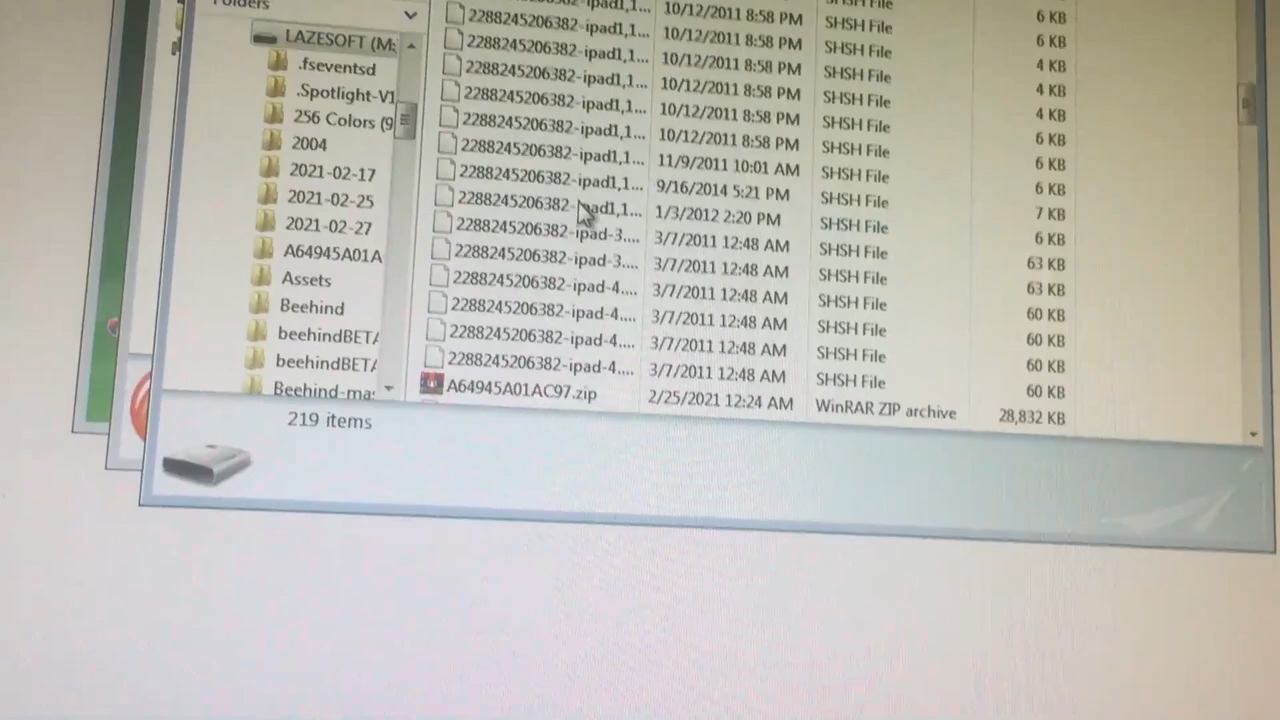 Folders
LAZESOFT (M:
.fseventsd
.Spotlight-V1
256 Colors (9
2004
2021-02-17
2021-02-25
2021-02-27
A64945A01A
Assets
Beehind
beehindBETA
beehindBETA
Beehind-mas
219 items
2288245206382-ipad1,1... 10/12/2011 8:58 PM SHSH File 6 KB
2288245206382-ipad1,1... 10/12/2011 8:58 PM SHSH File 6 KB
2288245206382-ipad1,1... 10/12/2011 8:58 PM SHSH File 4 KB
2288245206382-ipad1,1... 10/12/2011 8:58 PM SHSH File 4 KB
2288245206382-ipad1,1... 10/12/2011 8:58 PM SHSH File 4 KB
2288245206382-ipad1,1... 10/12/2011 8:58 PM SHSH File 6 KB
2288245206382-ipad1,1... 11/9/2011 10:01 AM SHSH File 6 KB
2288245206382-ipad1,1... 9/16/2014 5:21 PM SHSH File 6 KB
2288245206382-ipad1,1... 1/3/2012 2:20 PM SHSH File 7 KB
2288245206382-ipad-3.... 3/7/2011 12:48 AM SHSH File 6 KB
2288245206382-ipad-3.... 3/7/2011 12:48 AM SHSH File 63 KB
2288245206382-ipad-4.... 3/7/2011 12:48 AM SHSH File 63 KB
2288245206382-ipad-4.... 3/7/2011 12:48 AM SHSH File 60 KB
2288245206382-ipad-4.... 3/7/2011 12:48 AM SHSH File 60 KB
2288245206382-ipad-4.... 3/7/2011 12:48 AM SHSH File 60 KB
A64945A01AC97.zip 2/25/2021 12:24 AM WinRAR ZIP archive 28,832 KB